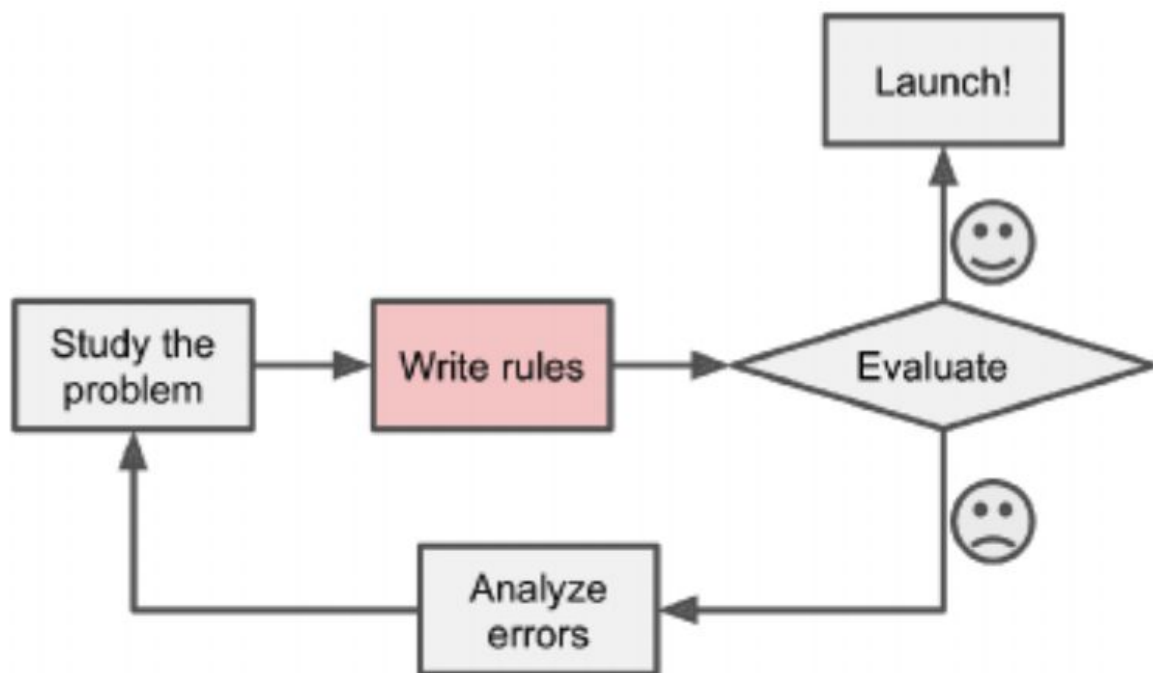 Launch!
Study the
problem
Write rules
Evaluate
Analyze
errors